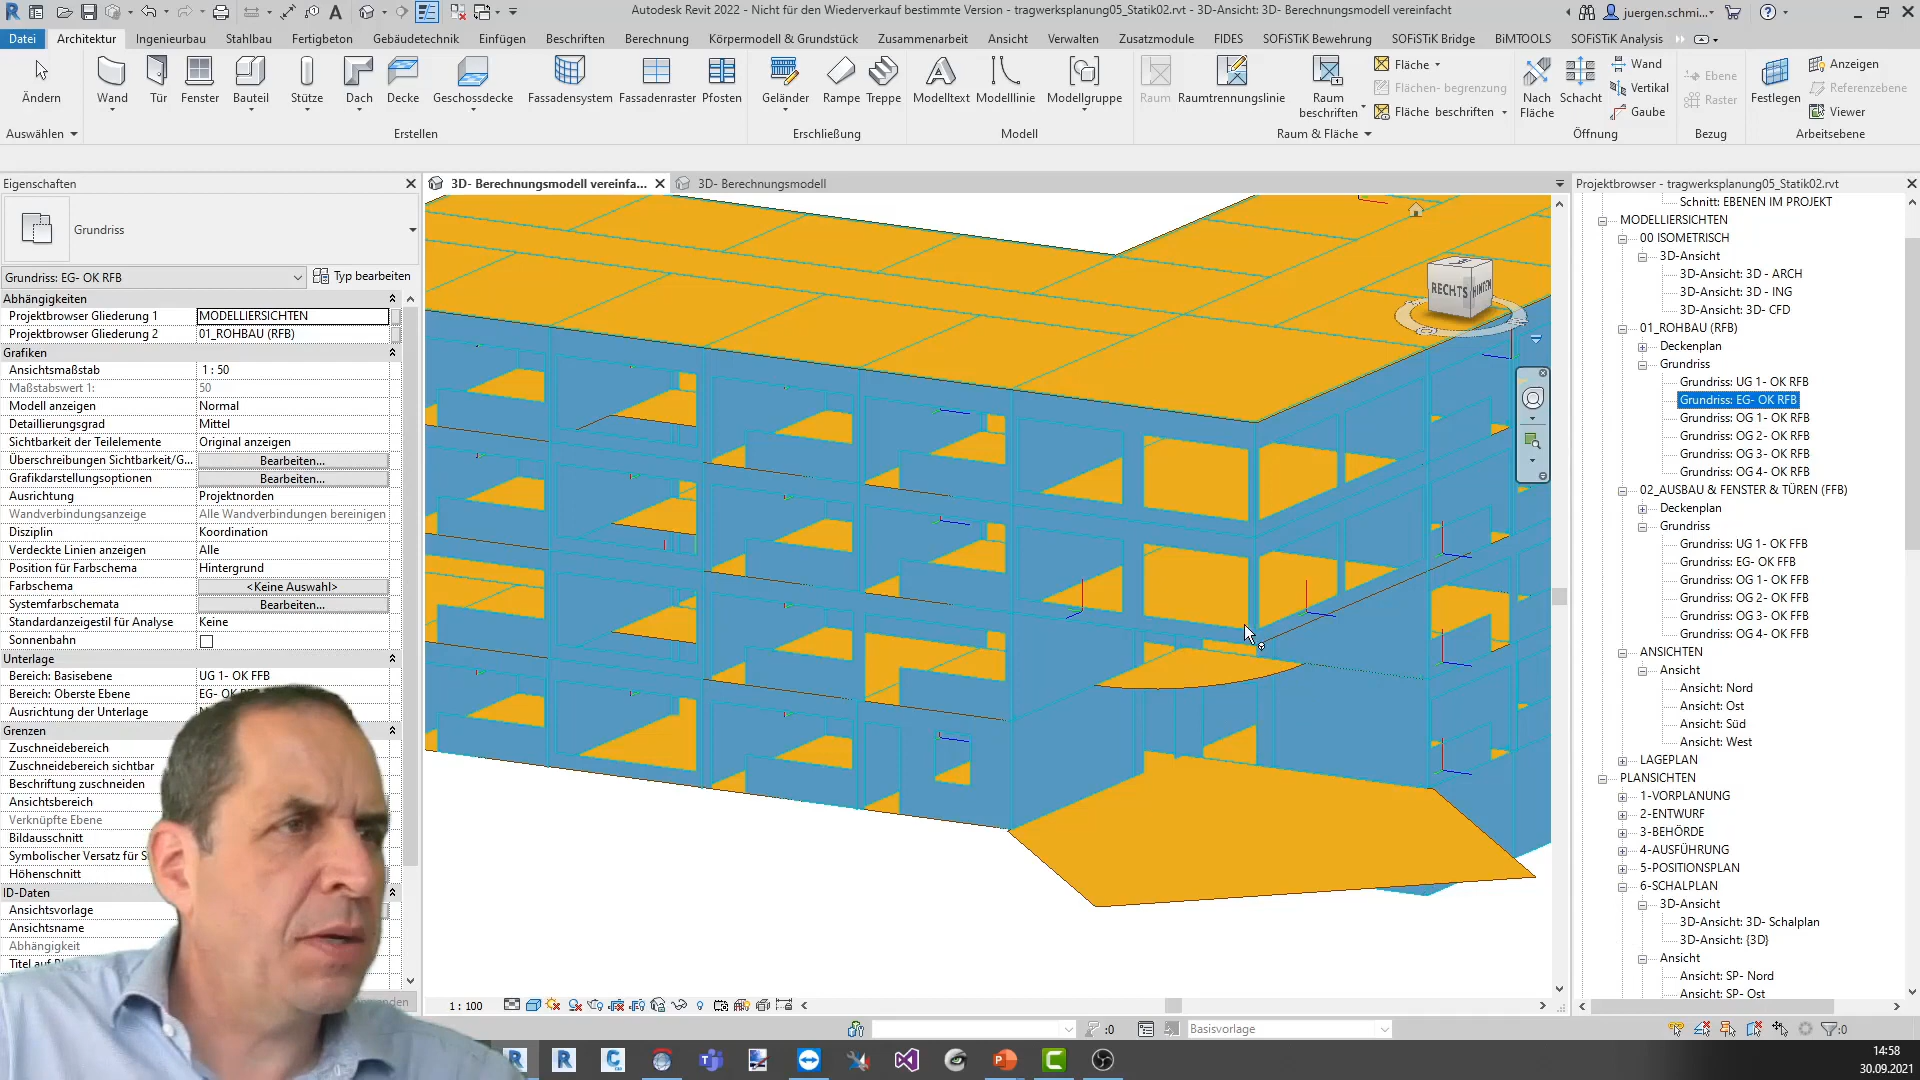 Autodesk Revit 2022 - Nicht für den Wiederverkauf bestimmte Version - tragwerksplanung05_Statik02.rvt - 3D-Ansicht: 3D- Berechnungsmodell vereinfacht
juergen.schmi...
Datei Architektur Ingenieurbau Stahlbau Fertigbeton Gebäudetechnik Einfügen Beschriften Berechnung Körpermodell & Grundstück Zusammenarbeit Ansicht Verwalten Zusatzmodule FIDES SOFiSTiK Bewehrung SOFiSTiK Bridge BiMTOOLS SOFiSTiK Analysis
Ändern Wand Tür Fenster Bauteil Stütze Dach Decke Geschossdecke Fassadensystem Fassadenraster Pfosten Geländer Rampe Treppe Modelltext Modelllinie Modellgruppe Raum Raumtrennungslinie Raum beschriften
Fläche
Flächen- begrenzung
Fläche beschriften
Nach Fläche Schacht
Wand
Vertikal
Gaube
Ebene
Raster
Festlegen
Anzeigen
Referenzebene
Viewer
Auswählen Erstellen Erschließung Modell Raum & Fläche Öffnung Bezug Arbeitsebene
Eigenschaften
Grundriss
Grundriss: EG- OK RFB Typ bearbeiten
Abhängigkeiten
Projektbrowser Gliederung 1 MODELLIERSICHTEN
Projektbrowser Gliederung 2 01_ROHBAU (RFB)
Grafiken
Ansichtsmaßstab 1 : 50
Maßstabswert 1: 50
Modell anzeigen Normal
Detaillierungsgrad Mittel
Sichtbarkeit der Teilelemente Original anzeigen
Überschreibungen Sichtbarkeit/G... Bearbeiten...
Grafikdarstellungsoptionen Bearbeiten...
Ausrichtung Projektnorden
Wandverbindungsanzeige Alle Wandverbindungen bereinigen
Disziplin Koordination
Verdeckte Linien anzeigen Alle
Position für Farbschema Hintergrund
Farbschema <Keine Auswahl>
Systemfarbschemata Bearbeiten...
Standardanzeigestil für Analyse Keine
Sonnenbahn
Unterlage
Bereich: Basisebene UG 1- OK FFB
Bereich: Oberste Ebene EG- OK
Ausrichtung der Unterlage
Grenzen
Zuschneidebereich
Zuschneidebereich sichtbar
Beschriftung zuschneiden
Ansichtsbereich
Verknüpfte Ebene
Bildausschnitt
Symbolischer Versatz für S
Höhenschnitt
ID-Daten
Ansichtsvorlage
Ansichtsname
Abhängigkeit
Titel auf
3D- Berechnungsmodell vereinfa... 3D- Berechnungsmodell
RECHTS HINTEN
1 : 100
:0 Basisvorlage :0
Projektbrowser - tragwerksplanung05_Statik02.rvt
Schnitt: EBENEN IM PROJEKT
MODELLIERSICHTEN
00 ISOMETRISCH
3D-Ansicht
3D-Ansicht: 3D - ARCH
3D-Ansicht: 3D - ING
3D-Ansicht: 3D- CFD
01_ROHBAU (RFB)
Deckenplan
Grundriss
Grundriss: UG 1- OK RFB
Grundriss: EG- OK RFB
Grundriss: OG 1- OK RFB
Grundriss: OG 2- OK RFB
Grundriss: OG 3- OK RFB
Grundriss: OG 4- OK RFB
02_AUSBAU & FENSTER & TÜREN (FFB)
Deckenplan
Grundriss
Grundriss: UG 1- OK FFB
Grundriss: EG- OK FFB
Grundriss: OG 1- OK FFB
Grundriss: OG 2- OK FFB
Grundriss: OG 3- OK FFB
Grundriss: OG 4- OK FFB
ANSICHTEN
Ansicht
Ansicht: Nord
Ansicht: Ost
Ansicht: Süd
Ansicht: West
LAGEPLAN
PLANSICHTEN
1-VORPLANUNG
2-ENTWURF
3-BEHÖRDE
4-AUSFÜHRUNG
5-POSITIONSPLAN
6-SCHALPLAN
3D-Ansicht
3D-Ansicht: 3D- Schalplan
3D-Ansicht: {3D}
Ansicht
Ansicht: SP- Nord
Ansicht: SP- Ost
14:58
30.09.2021